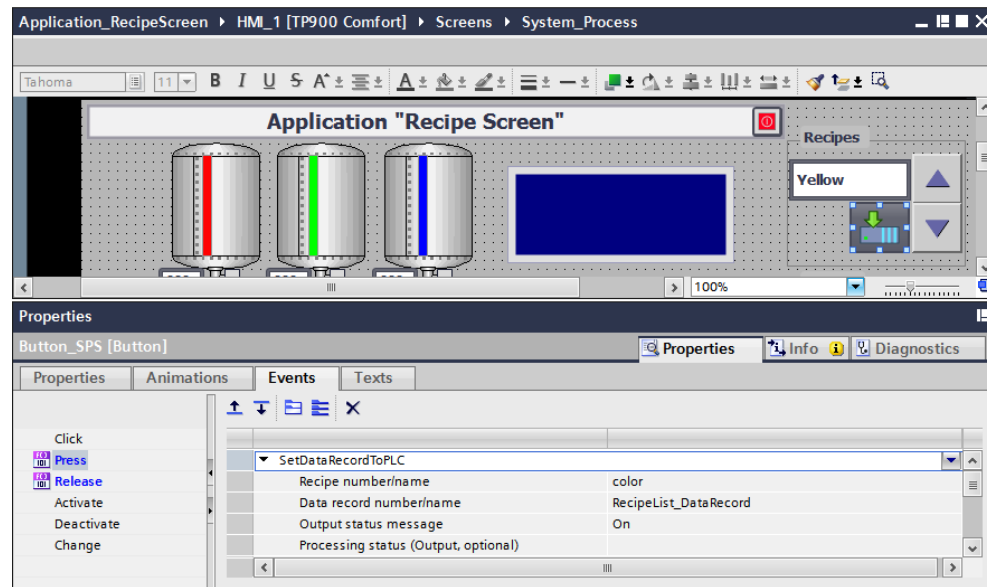 Application_RecipeScreen ▸ HMI_1 [TP900 Comfort] ▸ Screens ▸ System_Process
Tahoma 11 B I U S A A
Application "Recipe Screen"
Recipes
Yellow
100%
Properties
Button_SPS [Button]
Properties Info Diagnostics
Properties Animations Events Texts
Click
Press
Release
Activate
Deactivate
Change
SetDataRecordToPLC
Recipe number/name color
Data record number/name RecipeList_DataRecord
Output status message On
Processing status (Output, optional)